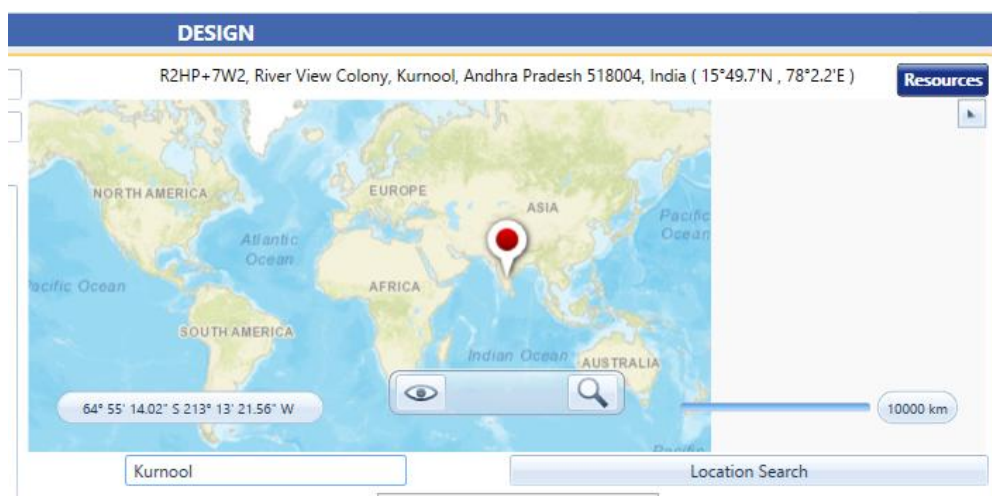 DESIGN
R2HP+7W2, River View Colony, Kurnool, Andhra Pradesh 518004, India ( 15°49.7'N , 78°2.2'E )
Resources
NORTH AMERICA
EUROPE
ASIA
Pacific
Ocean
Atlantic
Ocean
acific Ocean
AFRICA
SOUTH AMERICA
Indian Ocean
AUSTRALIA
64° 55' 14.02" S 213° 13' 21.56" W
10000 km
Kurnool
Location Search